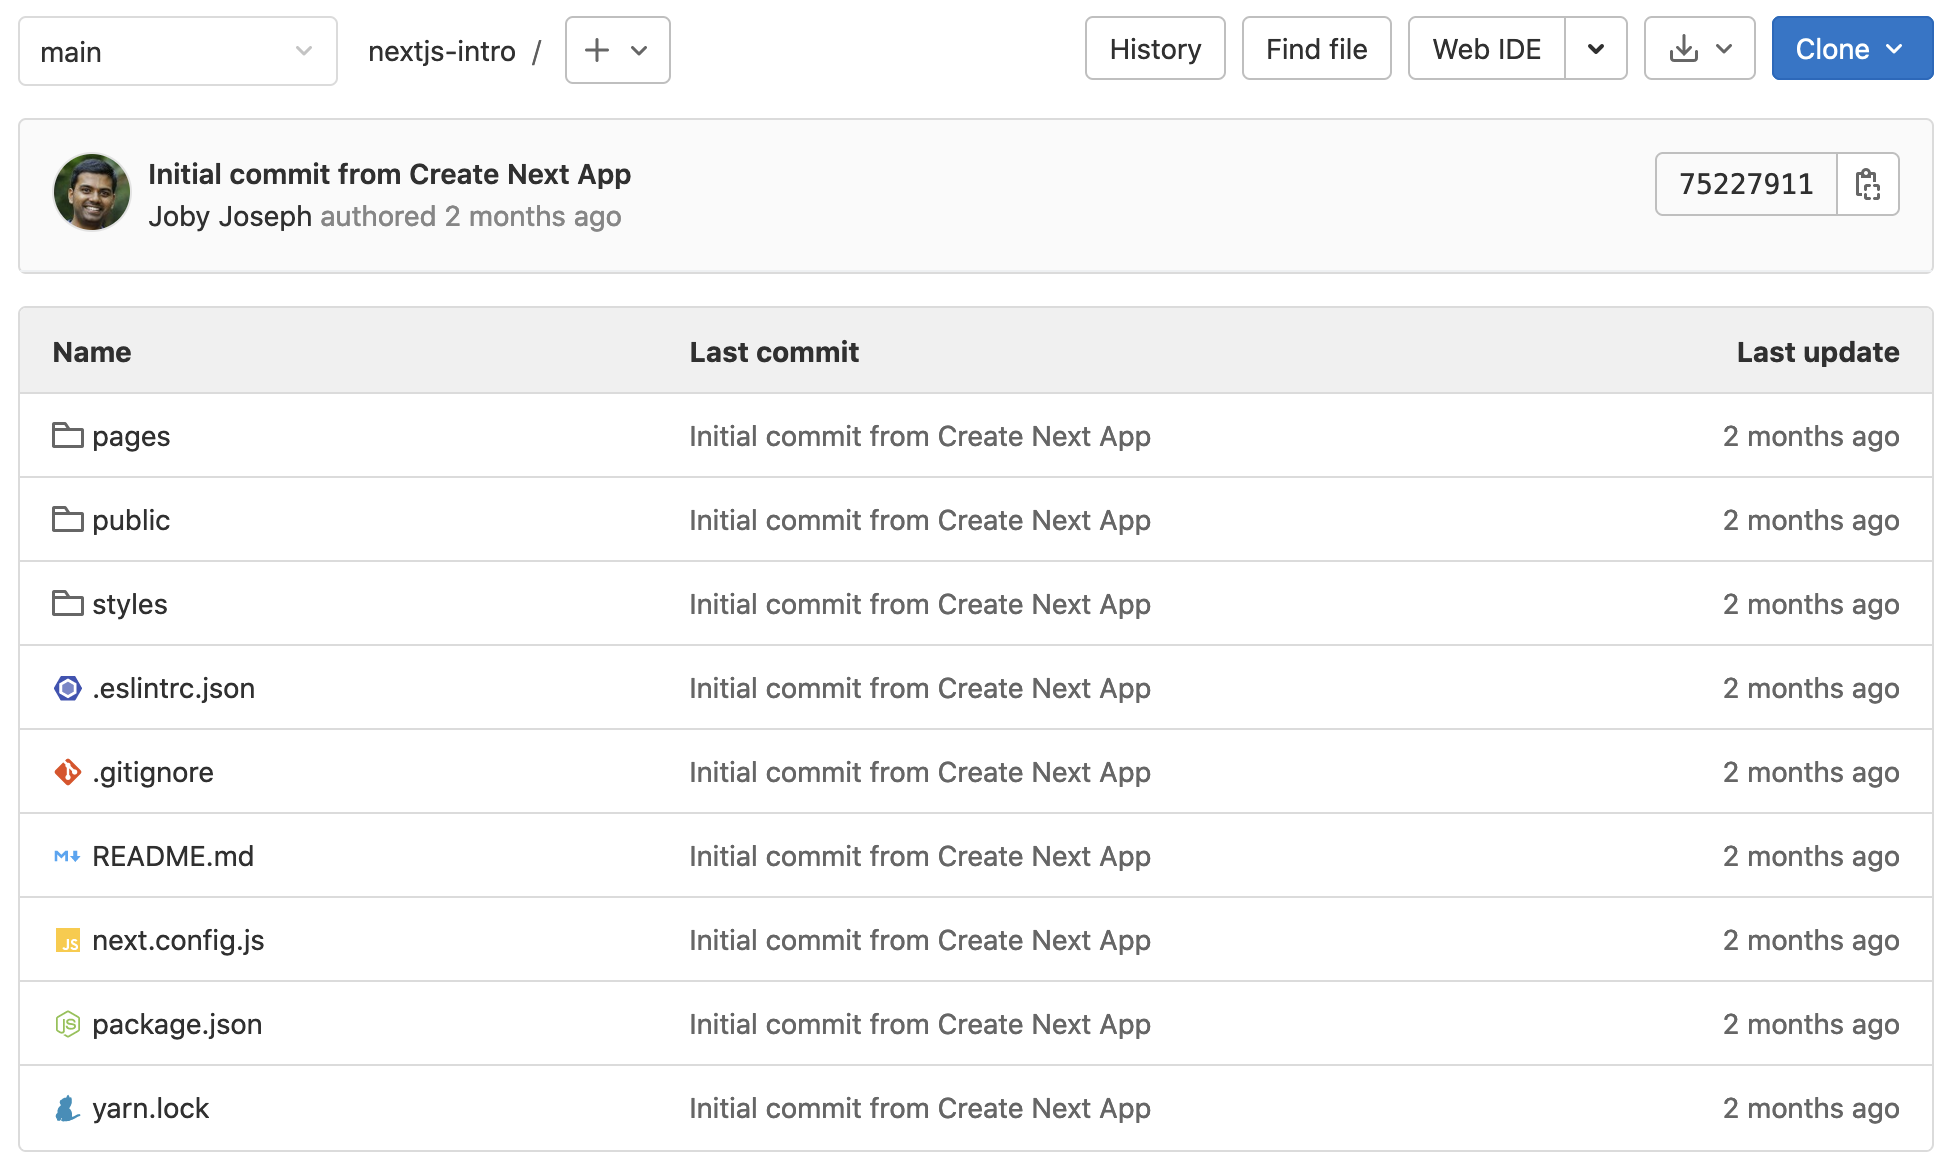 main
nextjs-intro /
History
Find file
Web IDE
Clone
Initial commit from Create Next App
Joby Joseph authored 2 months ago
75227911
Name Last commit Last update
pages Initial commit from Create Next App 2 months ago
public Initial commit from Create Next App 2 months ago
styles Initial commit from Create Next App 2 months ago
.eslintrc.json Initial commit from Create Next App 2 months ago
.gitignore Initial commit from Create Next App 2 months ago
README.md Initial commit from Create Next App 2 months ago
next.config.js Initial commit from Create Next App 2 months ago
package.json Initial commit from Create Next App 2 months ago
yarn.lock Initial commit from Create Next App 2 months ago